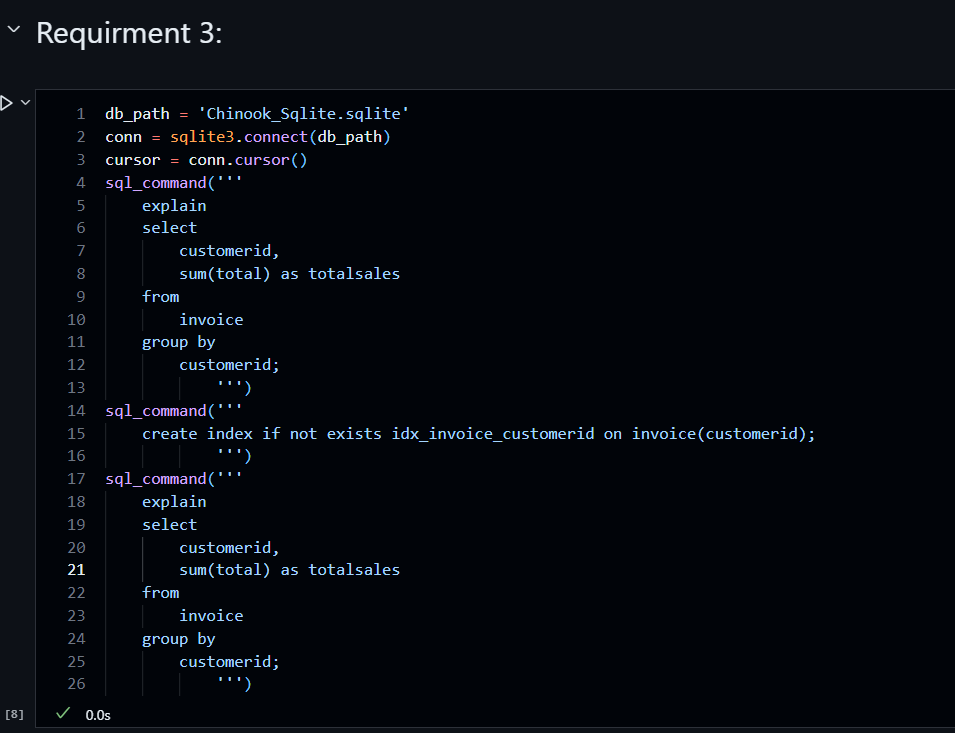 Requirment 3:
1 db_path = 'Chinook_Sqlite.sqlite'
2 conn = sqlite3.connect(db_path)
3 cursor = conn.cursor()
4 sql_command('''
5     explain
6     select
7         customerid,
8         sum(total) as totalsales
9     from
10         invoice
11     group by
12         customerid;
13             ''')
14 sql_command('''
15     create index if not exists idx_invoice_customerid on invoice(customerid);
16             ''')
17 sql_command('''
18     explain
19     select
20         customerid,
21         sum(total) as totalsales
22     from
23         invoice
24     group by
25         customerid;
26             ''')
[8] 0.0s